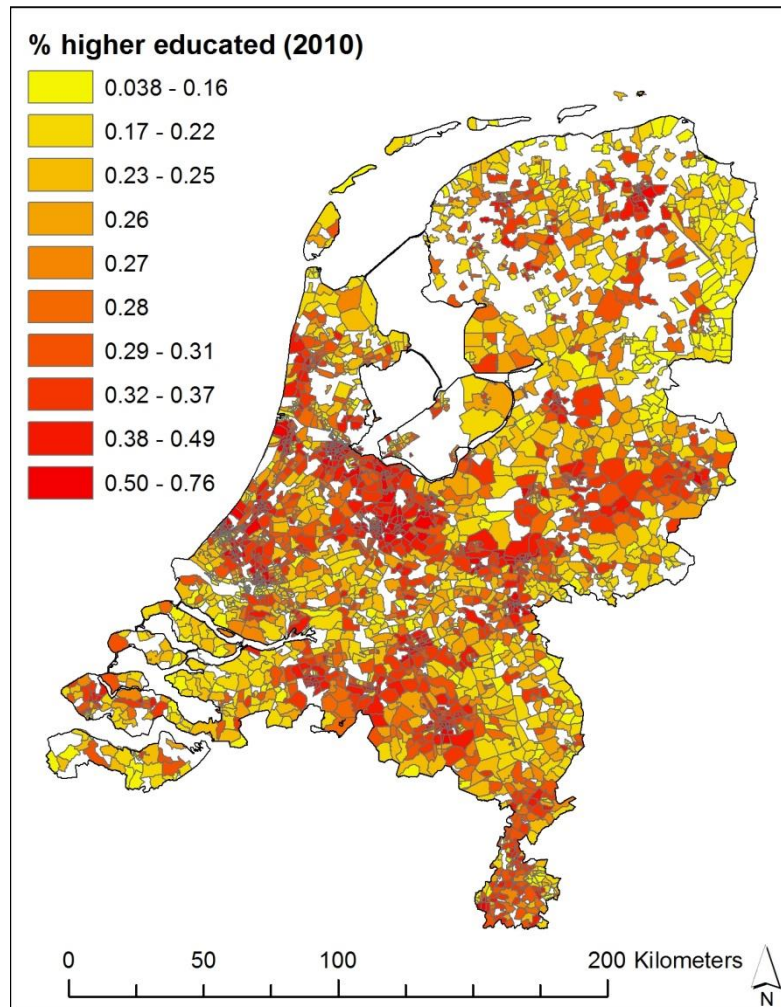 % higher educated (2010)
0.038 - 0.16
0.17 - 0.22
0.23 - 0.25
0.26
0.27
0.28
0.29 - 0.31
0.32 - 0.37
0.38 - 0.49
0.50 - 0.76
0 50 100 200 Kilometers
N